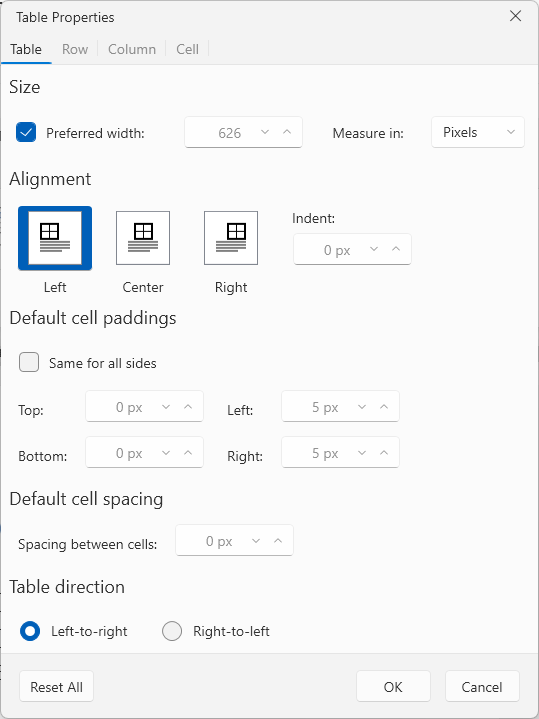 Table Properties
Table Row Column Cell
Size
Preferred width: 626 Measure in: Pixels
Alignment
Indent:
0 px
Left Center Right
Default cell paddings
Same for all sides
Top: 0 px Left: 5 px
Bottom: 0 px Right: 5 px
Default cell spacing
Spacing between cells: 0 px
Table direction
Left-to-right Right-to-left
Reset All OK Cancel